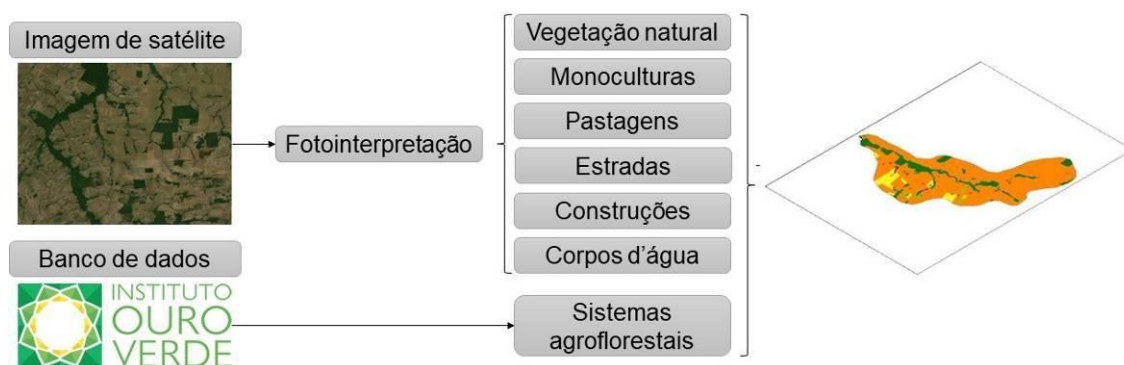 Imagem de satélite
Fotointerpretação
Vegetação natural
Monoculturas
Pastagens
Estradas
Construções
Corpos d'água
Banco de dados
INSTITUTO
OURO
VERDE
Sistemas
agroflorestais